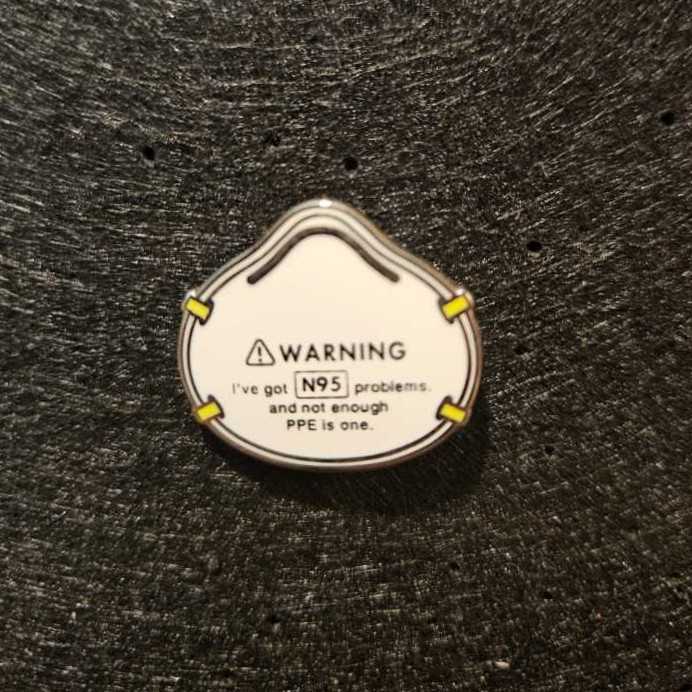 WARNING
I've got N95 problems.
and not enough
PPE is one.